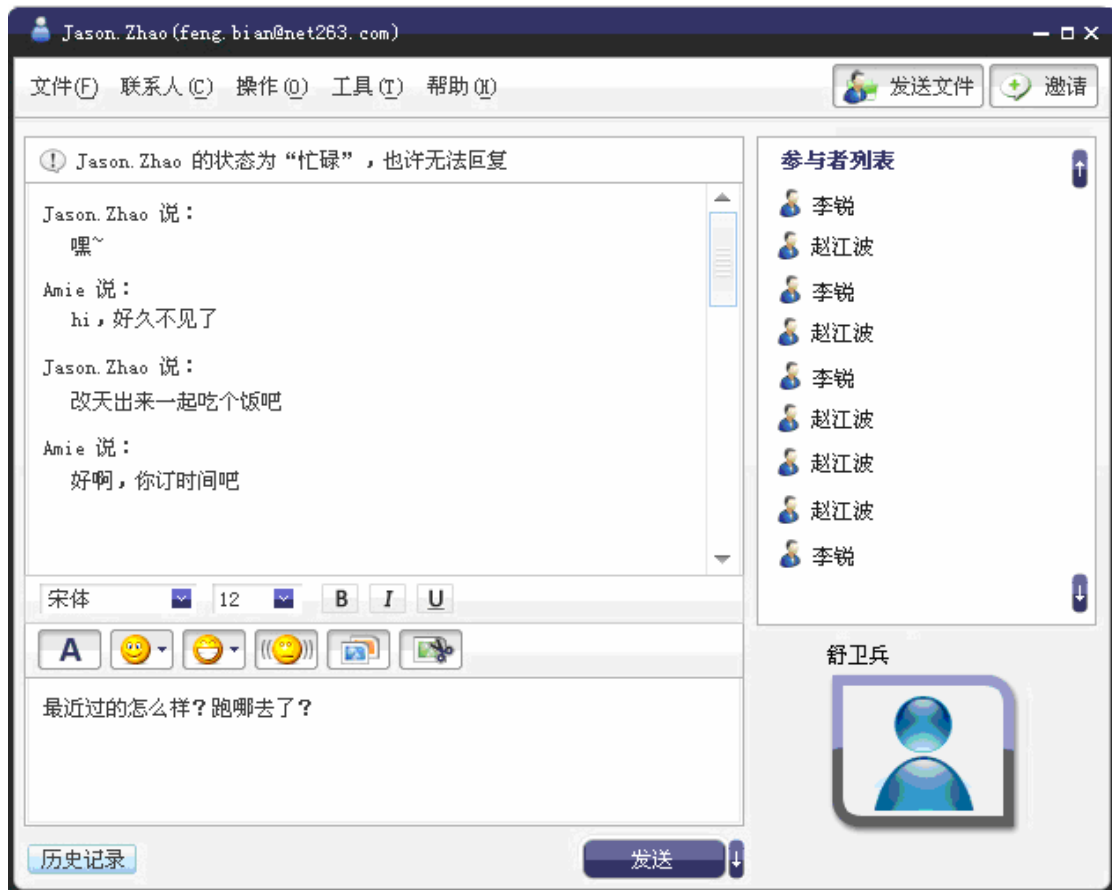 Jason.Zhao(feng.bian@net263.com)
文件(F) 联系人(C) 操作(O) 工具(T) 帮助(H)
发送文件 邀请
Jason.Zhao 的状态为“忙碌”，也许无法回复
Jason.Zhao 说：
嘿~
Amie 说：
hi，好久不见了
Jason.Zhao 说：
改天出来一起吃个饭吧
Amie 说：
好啊，你订时间吧
宋体 12 B I U
A
最近过的怎么样？跑哪去了？
历史记录 发送
参与者列表
李锐
赵江波
李锐
赵江波
李锐
赵江波
赵江波
赵江波
李锐
舒卫兵